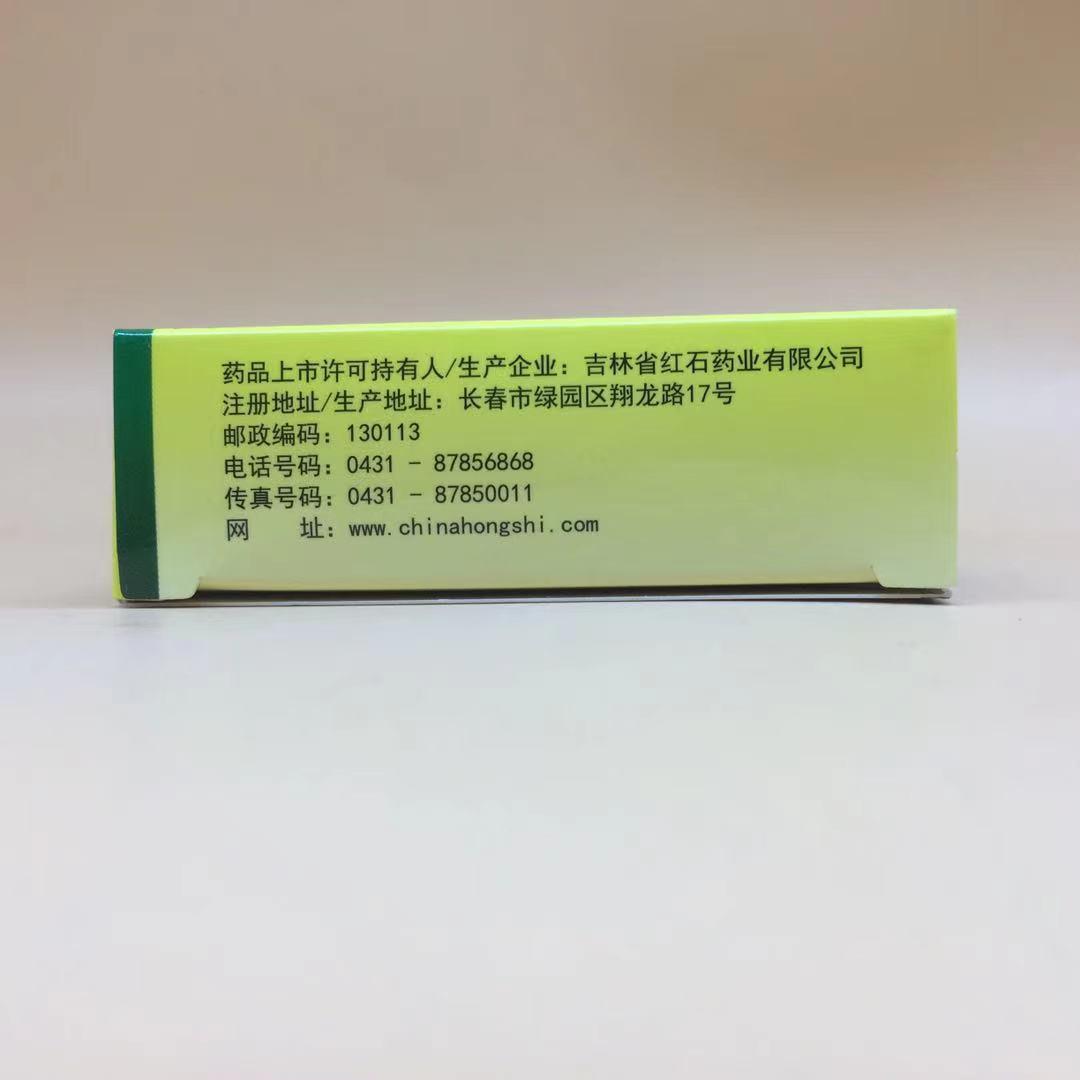 药品上市许可持有人/生产企业：吉林省红石药业有限公司
注册地址/生产地址：长春市绿园区翔龙路17号
邮政编码：130113
电话号码：0431 - 87856868
传真号码：0431 - 87850011
网　　址：www.chinahongshi.com